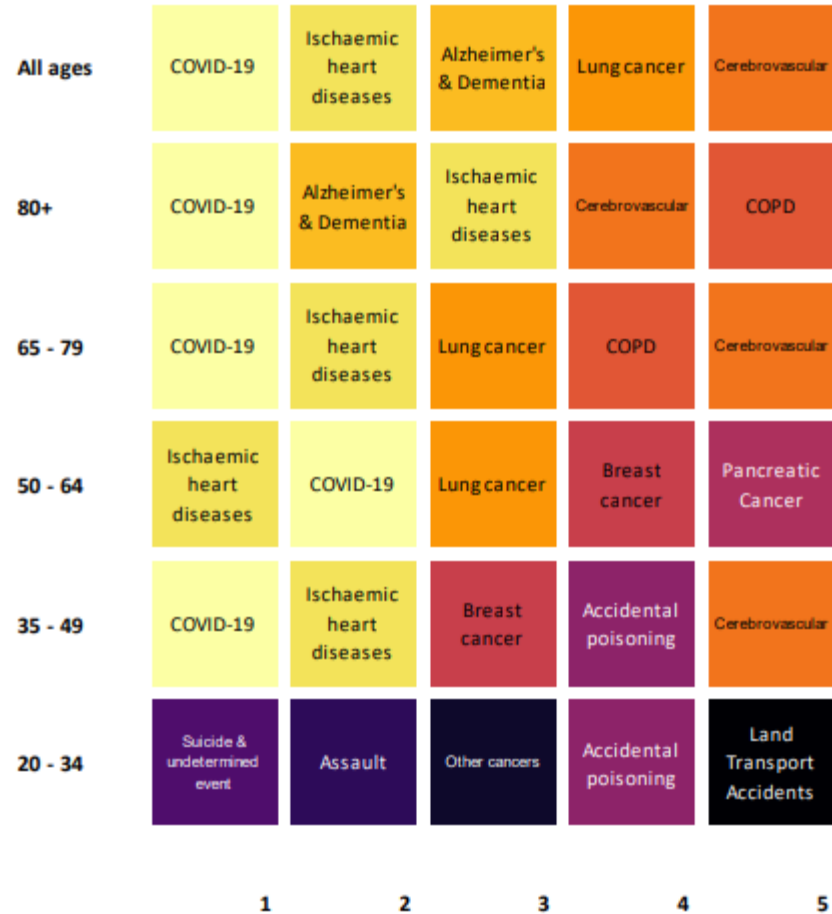 All ages
COVID-19
Ischaemic
heart
diseases
Alzheimer's
& Dementia
Lung cancer
Cerebrovascular
80+
COVID-19
Alzheimer's
& Dementia
Ischaemic
heart
diseases
Cerebrovascular
COPD
65 - 79
COVID-19
Ischaemic
heart
diseases
Lung cancer
COPD
Cerebrovascular
50 - 64
Ischaemic
heart
diseases
COVID-19
Lung cancer
Breast
cancer
Pancreatic
Cancer
35 - 49
COVID-19
Ischaemic
heart
diseases
Breast
cancer
Accidental
poisoning
Cerebrovascular
20 - 34
Suicide &
undetermined
event
Assault
Other cancers
Accidental
poisoning
Land
Transport
Accidents
1 2 3 4 5